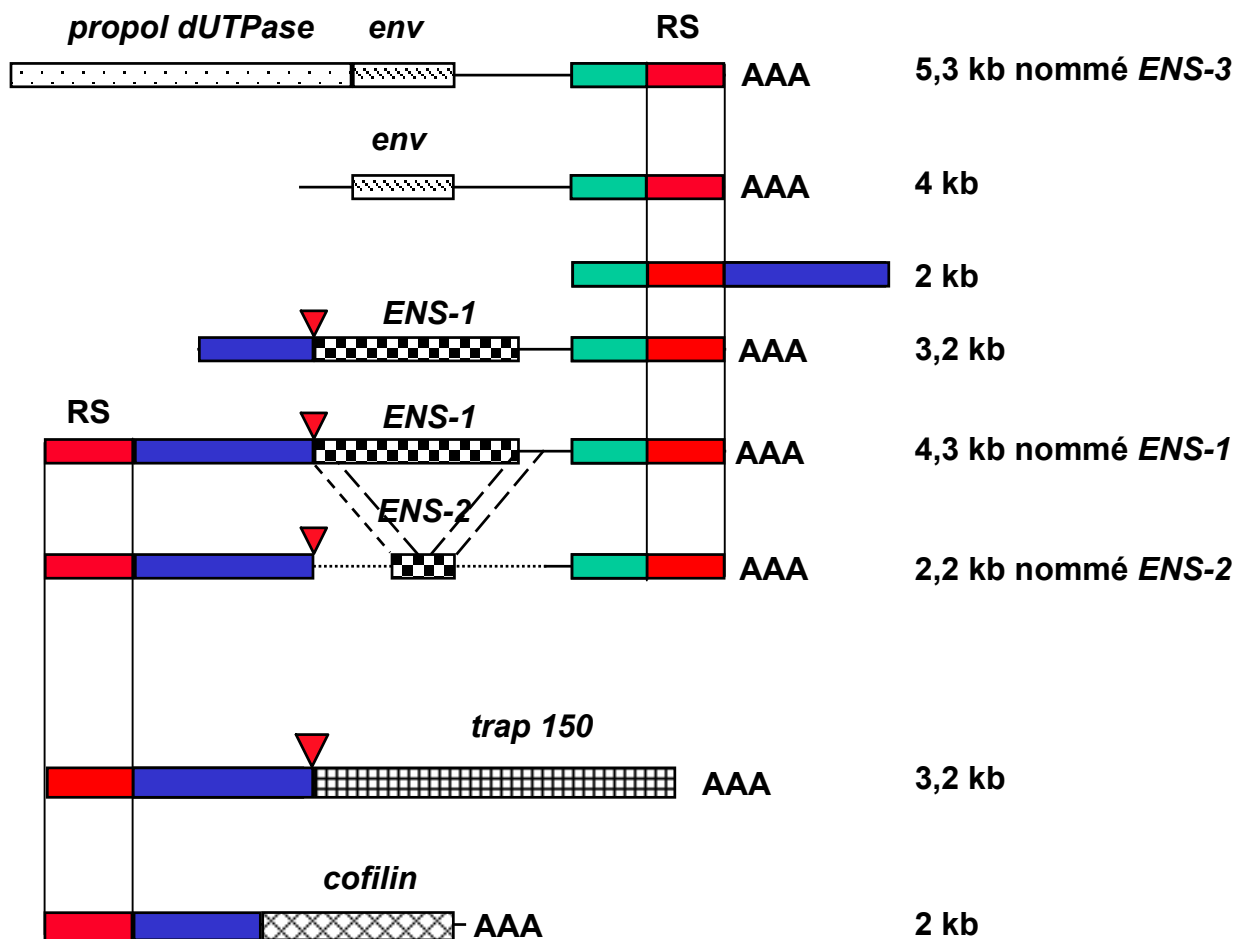 propol dUTPase env RS
AAA 5,3 kb nommé ENS-3
env
AAA 4 kb
2 kb
ENS-1
AAA 3,2 kb
RS ENS-1
AAA 4,3 kb nommé ENS-1
ENS-2
AAA 2,2 kb nommé ENS-2
trap 150
AAA 3,2 kb
cofilin
AAA 2 kb